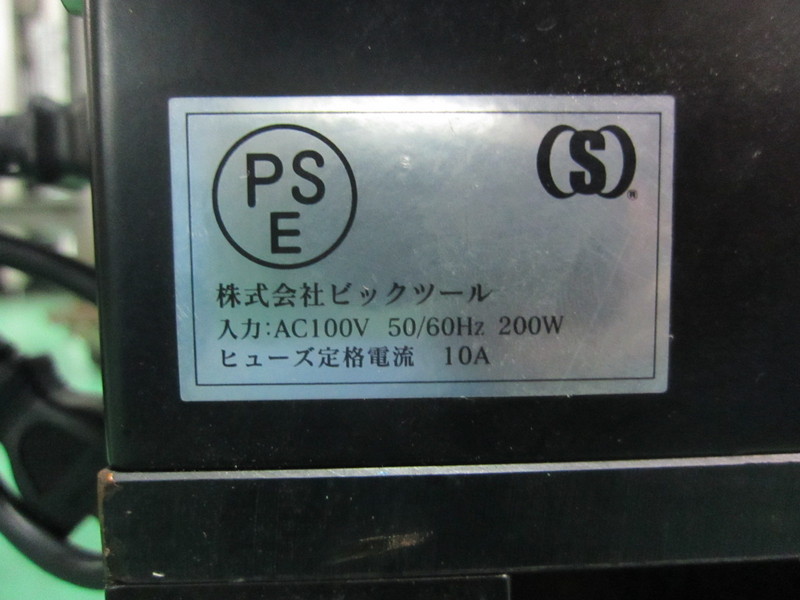 PS
E
(S)®
株式会社ビックツール
入力:AC100V 50/60Hz 200W
ヒューズ定格電流 10A